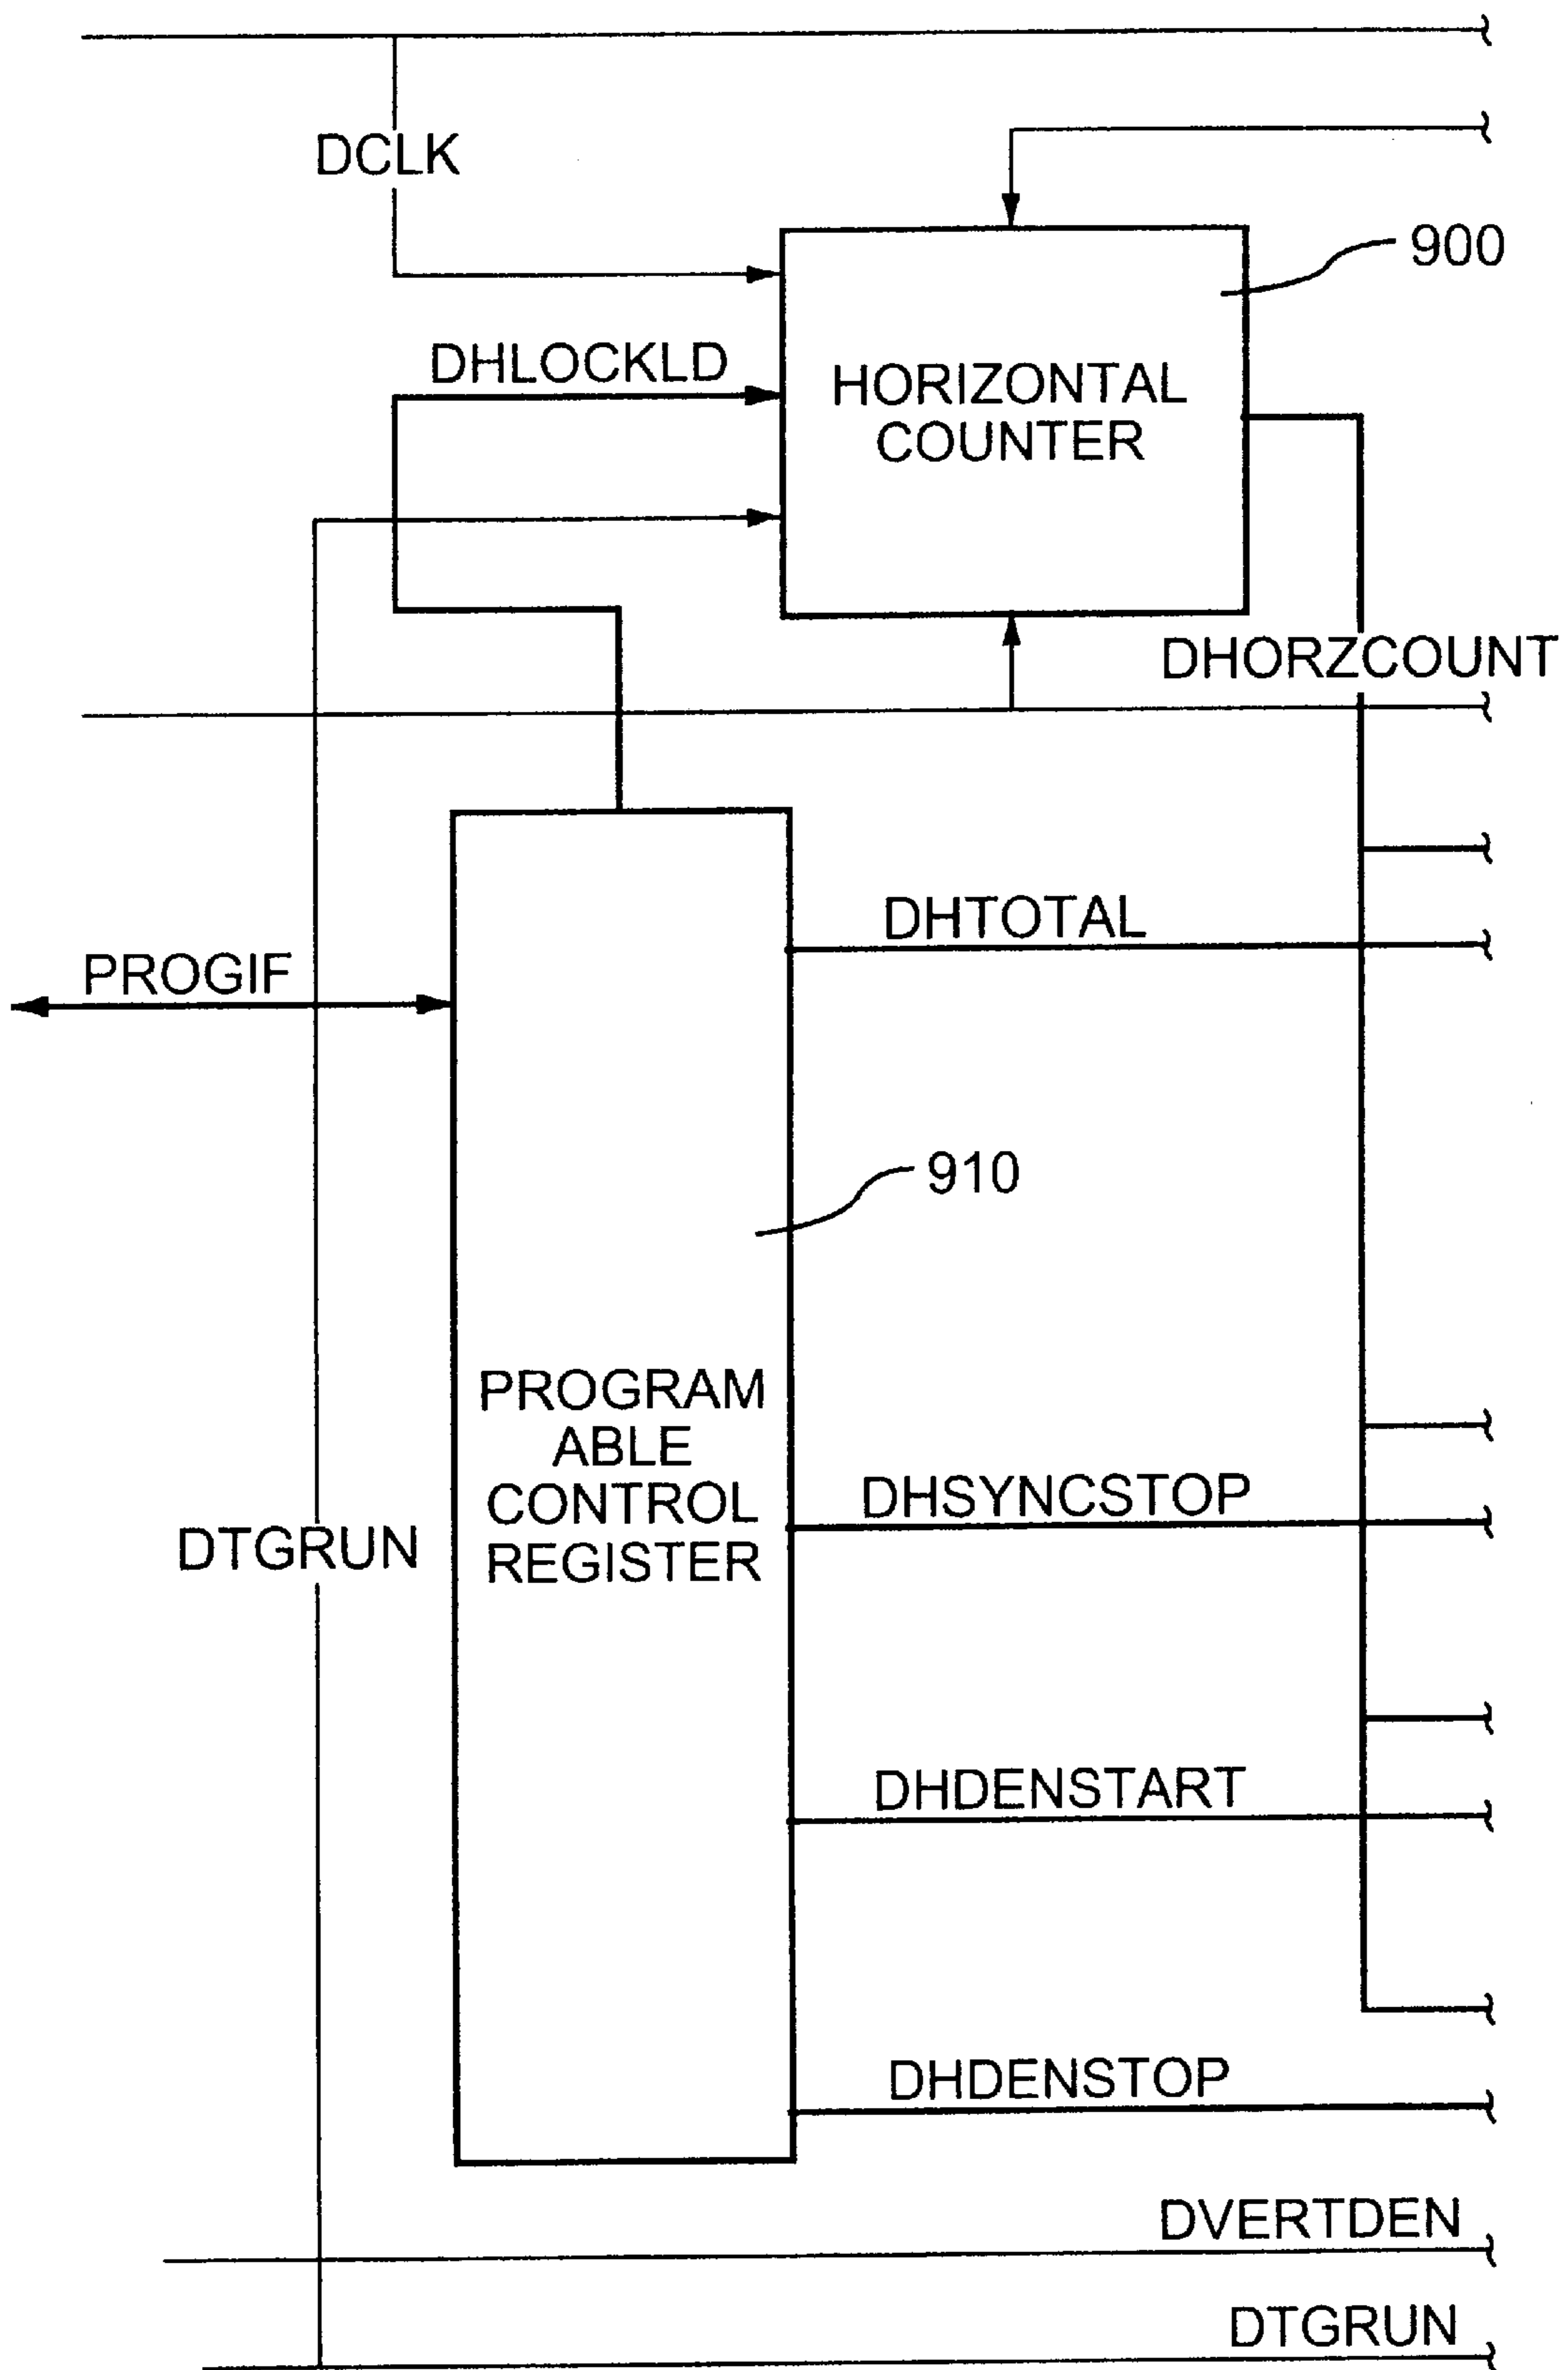 DCLK
900
DHLOCKLD
HORIZONTAL
COUNTER
DHORZCOUNT
DHTOTAL
PROGIF
910
PROGRAM
ABLE
CONTROL
REGISTER
DHSYNCSTOP
DTGRUN
DHDENSTART
DHDENSTOP
DVERTDEN
DTGRUN